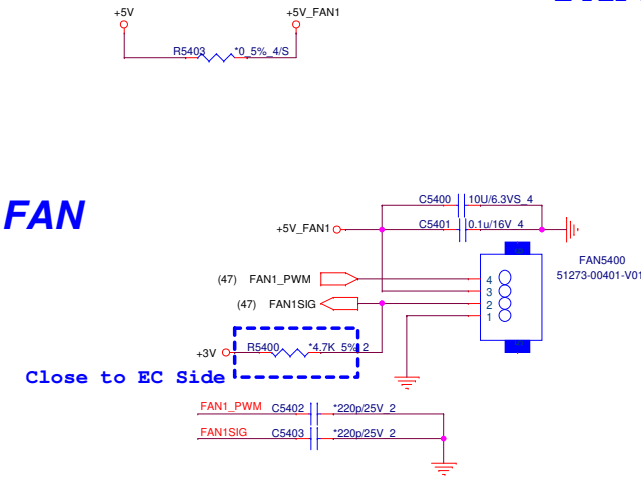 +5V
+5V_FAN1
R5403
*0_5%_4/S
FAN
C5400
10U/6.3VS_4
+5V_FAN1
C5401
0.1u/16V_4
FAN5400
51273-00401-V01
(47) FAN1_PWM
4
3
(47) FAN1SIG
2
1
+3V
R5400
*4.7K_5%_2
Close to EC Side
FAN1_PWM
C5402
*220p/25V_2
FAN1SIG
C5403
*220p/25V_2